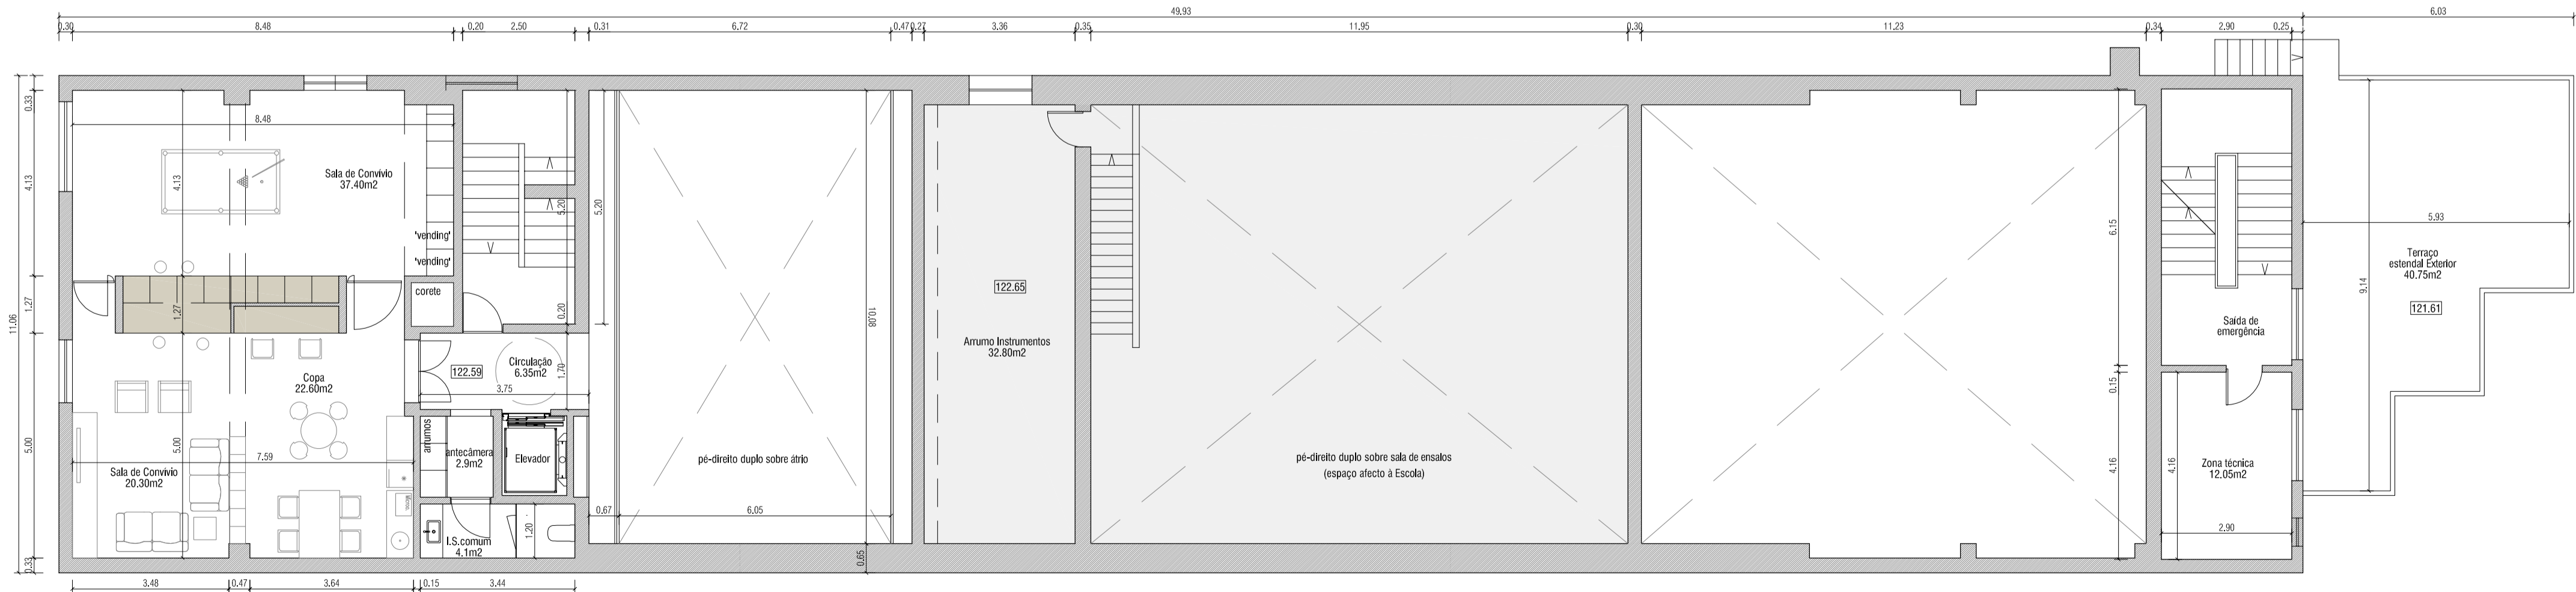 49.93
6.03
0.30
8.48
0.20
2.50
0.31
6.72
0.47
0.27
3.36
0.35
11.95
0.30
11.23
0.34
2.90
0.25
11.06
0.33
4.13
1.27
5.00
0.33
8.48
4.13
Sala de Convívio
37.40m2
'vending'
'vending'
corete
1.27
5.20
0.20
5.20
10.08
122.65
Arrumo Instrumentos
32.80m2
6.15
0.15
4.16
4.16
5.93
9.14
Terraço
estendal Exterior
40.75m2
121.61
Saída de
emergência
Copa
22.60m2
122.59
Circulação
6.35m2
1.70
3.75
arrumos
antecâmera
2.9m2
Elevador
5.00
7.59
Sala de Convívio
20.30m2
Micro.
I.S.comum
4.1m2
1.20
pé-direito duplo sobre átrio
0.67
6.05
0.65
pé-direito duplo sobre sala de ensaios
(espaço afecto à Escola)
Zona técnica
12.05m2
2.90
3.48
0.47
3.64
0.15
3.44